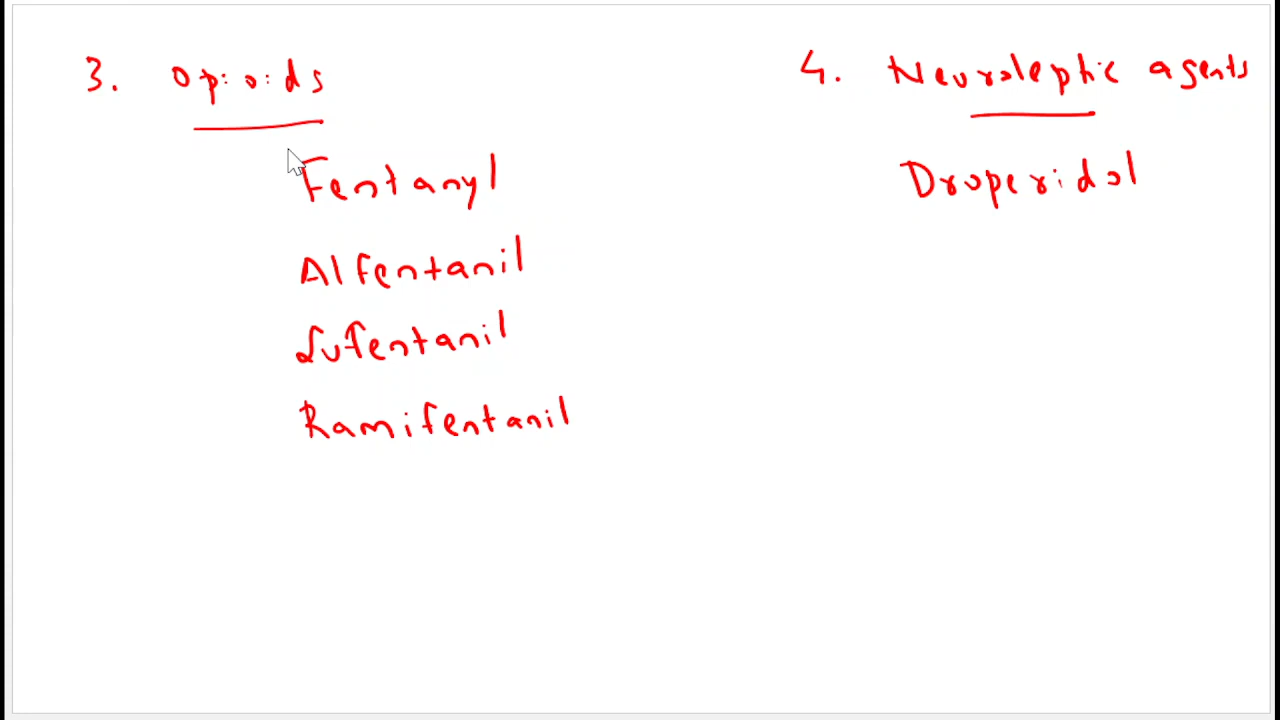 3. Opioids
Fentanyl
Alfentanil
Sufentanil
Ramifentanil
4. Neuroleptic agents
Droperidol